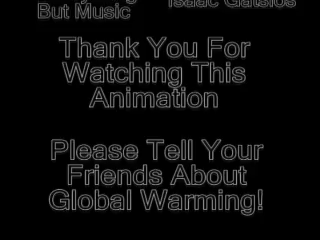 But Music
Isaac Gatsios
Thank You For
Watching This
Animation
Please Tell Your
Friends About
Global Warming!